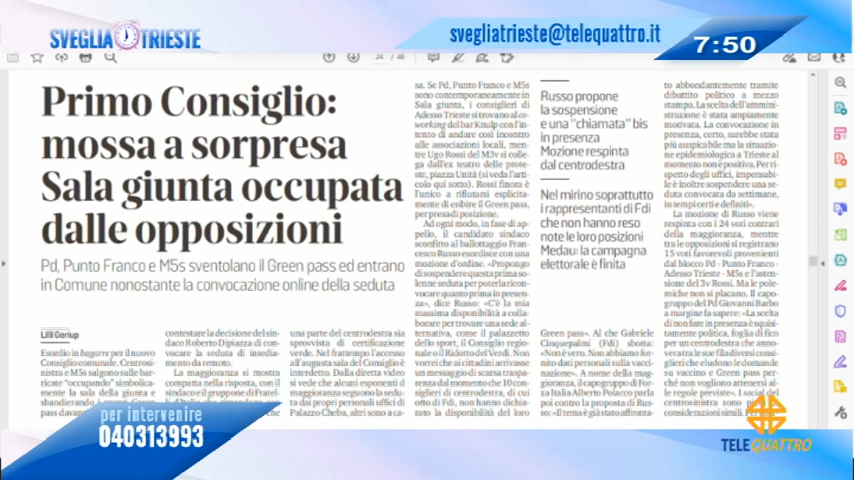 SVEGLIA TRIESTE
svegliatrieste@telequattro.it
7:50
24 / 48
Primo Consiglio:
mossa a sorpresa
Sala giunta occupata
dalle opposizioni
Pd, Punto Franco e M5s sventolano il Green pass ed entrano
in Comune nonostante la convocazione online della seduta
Lilli Goriup
Esordio in bagarre per il nuovo
Consiglio comunale. Centrosi-
nistra e M5s salgono sulle bar-
ricate "occupando" simbolica-
mente la sala della giunta e
sbandierando
pass davan
contestare la decisione del sin-
daco Roberto Dipiazza di con-
vocare la seduta di insedia-
mento da remoto.
La maggioranza si mostra
compatta nella risposta, con il
sindaco e il gruppo di Fratel-
una parte del centrodestra sia
sprovvista di certificazione
verde. Nel frattempo l'accesso
all'augusta sala del Consiglio è
interdetto. Dalla diretta video
si vede che alcuni esponenti di
maggioranza seguono la sedu-
ta dai propri uffici di
Palazzo Cheba, altri sono a ca-
sa. Se Pd, Punto Franco e M5s
sono contemporaneamente in
Sala giunta, i consiglieri di
Adesso Trieste si trovano al co-
working del bar Knulp con l'in-
tento di andare così incontro
alle associazioni locali, men-
tre Ugo Rossi del M3v si colle-
ga dall'ex teatro delle prote-
ste, piazza Unità (si veda l'arti-
colo qui sotto). Rossi finora è
l'unico a rifiutarsi esplicita-
mente di esibire il Green pass,
per presa di posizione.
Ad ogni modo, in fase di ap-
pello, il candidato sindaco
sconfitto al ballottaggio Fran-
cesco Russo esordisce con una
mozione d'ordine. «Propongo
di sospendere questa prima so-
lenne seduta per poterla ricon-
vocare quanto prima in presen-
za», dice Russo: «C'è la mia
massima disponibilità a colla-
borare per trovare una sede al-
ternativa, come il palazzetto
dello sport, il Consiglio regio-
nale o il Ridotto del Verdi. Non
vorrei che ai cittadini arrivasse
un messaggio di scarsa traspa-
renza dal momento che 10 con-
siglieri di centrodestra, di cui
otto di Fdi, non hanno dichia-
rato la disponibilità del loro
Russo propone
la sospensione
e una "chiamata" bis
in presenza
Mozione respinta
dal centrodestra
Nel mirino soprattutto
i rappresentanti di Fdi
che non hanno reso
note le loro posizioni
Medau: la campagna
elettorale è finita
Green pass». Al che Gabriele
Cinquepalmi (Fdi) sbotta:
«Non è vero. Non abbiamo for-
nito dati personali sulla vacci-
nazione». A nome della mag-
gioranza, il capogruppo di For-
za Italia Alberto Polacco parla
poi contro la proposta di Rus-
so: «Il tema è già stato affronta-
to abbondantemente tramite
dibattito politico a mezzo
stampa. La scelta dell'ammini-
strazione è stata ampiamente
motivata. La convocazione in
presenza, certo, sarebbe stata
più auspicabile ma la situazio-
ne epidemiologica a Trieste al
momento non è positiva. Per ri-
spetto degli uffici, impensabi-
le è inoltre sospendere una se-
duta convocata da settimane,
in tempi certi e definiti».
La mozione di Russo viene
respinta con i 24 voti contrari
della maggioranza, mentre
tra le opposizioni si registrano
15 voti favorevoli provenienti
dal blocco Pd - Punto Franco -
Adesso Trieste - M5s e l'asten-
sione del 3v Rossi. Ma le pole-
miche non si placano. Il capo-
gruppo del Pd Giovanni Barbo
a margine fa sapere: «La scelta
di non fare in presenza è squisi-
tamente politica, foglia di fico
per un centrodestra che anno-
vera tra le sue fila diversi consi-
glieri che eludono le domande
su vaccino e Green pass per-
ché non vogliono attenersi al-
le regole previste». I social del
centrosinistra sono
considerazioni simili.
per intervenire
040313993
TELEQUATTRO